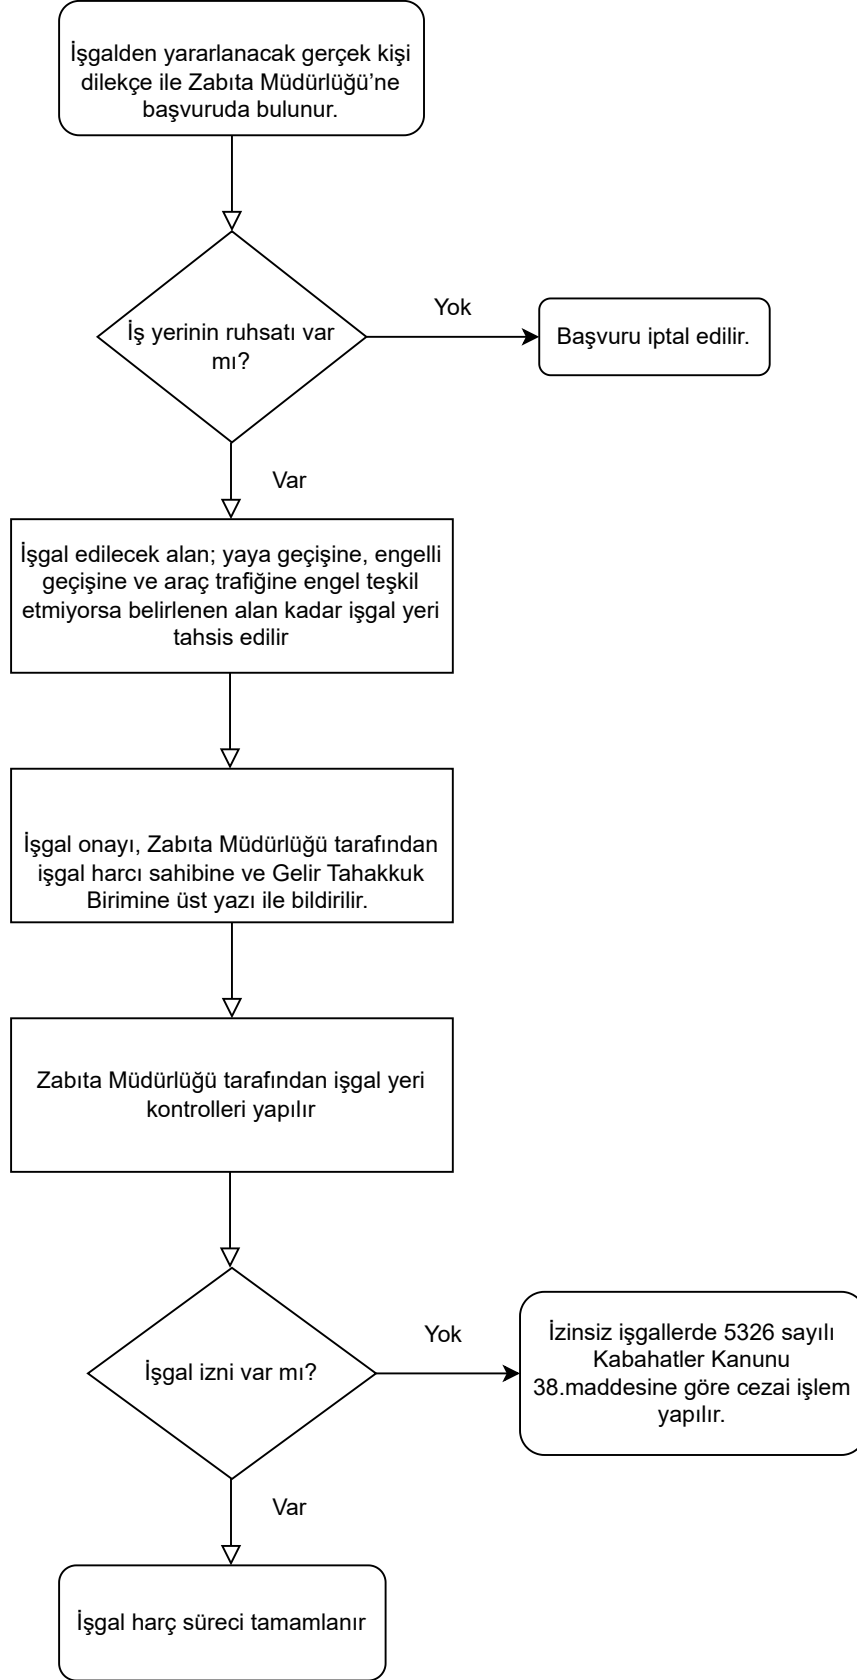 İşgalden yararlanacak gerçek kişi
dilekçe ile Zabıta Müdürlüğü’ne
başvuruda bulunur.
İş yerinin ruhsatı var
mı?
Yok
Başvuru iptal edilir.
Var
İşgal edilecek alan; yaya geçişine, engelli
geçişine ve araç trafiğine engel teşkil
etmiyorsa belirlenen alan kadar işgal yeri
tahsis edilir
İşgal onayı, Zabıta Müdürlüğü tarafından
işgal harcı sahibine ve Gelir Tahakkuk
Birimine üst yazı ile bildirilir.
Zabıta Müdürlüğü tarafından işgal yeri
kontrolleri yapılır
İşgal izni var mı?
Yok
İzinsiz işgallerde 5326 sayılı
Kabahatler Kanunu
38.maddesine göre cezai işlem
yapılır.
Var
İşgal harç süreci tamamlanır